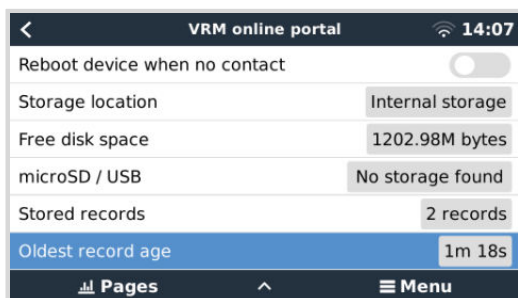 VRM online portal 14:07
Reboot device when no contact
Storage location Internal storage
Free disk space 1202.98M bytes
microSD / USB No storage found
Stored records 2 records
Oldest record age 1m 18s
Pages Menu